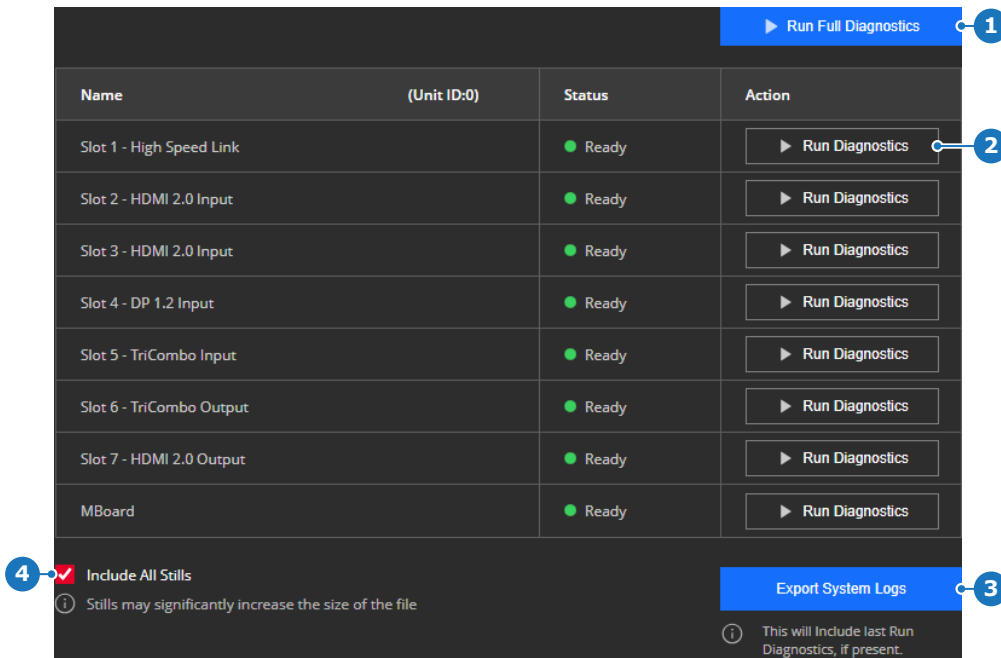 Run Full Diagnostics 1
Name (Unit ID:0) Status Action
Slot 1 - High Speed Link Ready Run Diagnostics 2
Slot 2 - HDMI 2.0 Input Ready Run Diagnostics
Slot 3 - HDMI 2.0 Input Ready Run Diagnostics
Slot 4 - DP 1.2 Input Ready Run Diagnostics
Slot 5 - TriCombo Input Ready Run Diagnostics
Slot 6 - TriCombo Output Ready Run Diagnostics
Slot 7 - HDMI 2.0 Output Ready Run Diagnostics
MBoard Ready Run Diagnostics
4 Include All Stills
Stills may significantly increase the size of the file
Export System Logs 3
This will Include last Run
Diagnostics, if present.